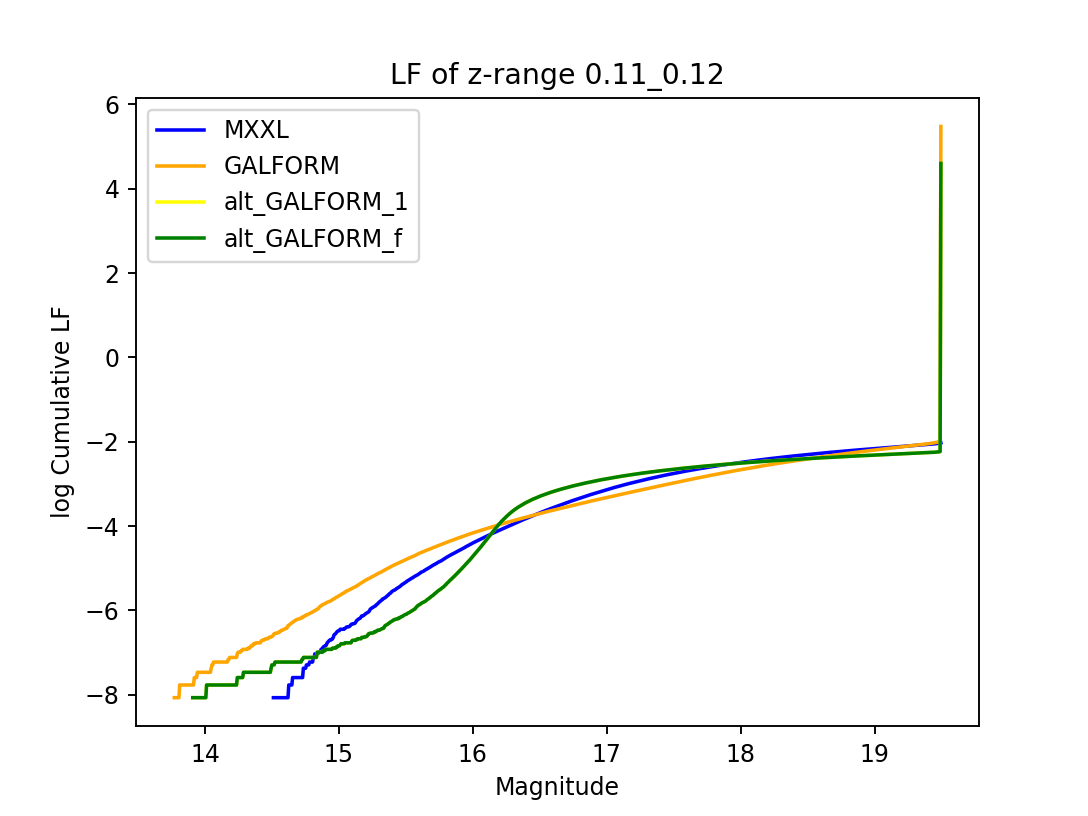 LF of z-range 0.11_0.12
MXXL
GALFORM
alt_GALFORM_1
alt_GALFORM_f
log Cumulative LF
6
4
2
0
−2
−4
−6
−8
14 15 16 17 18 19
Magnitude